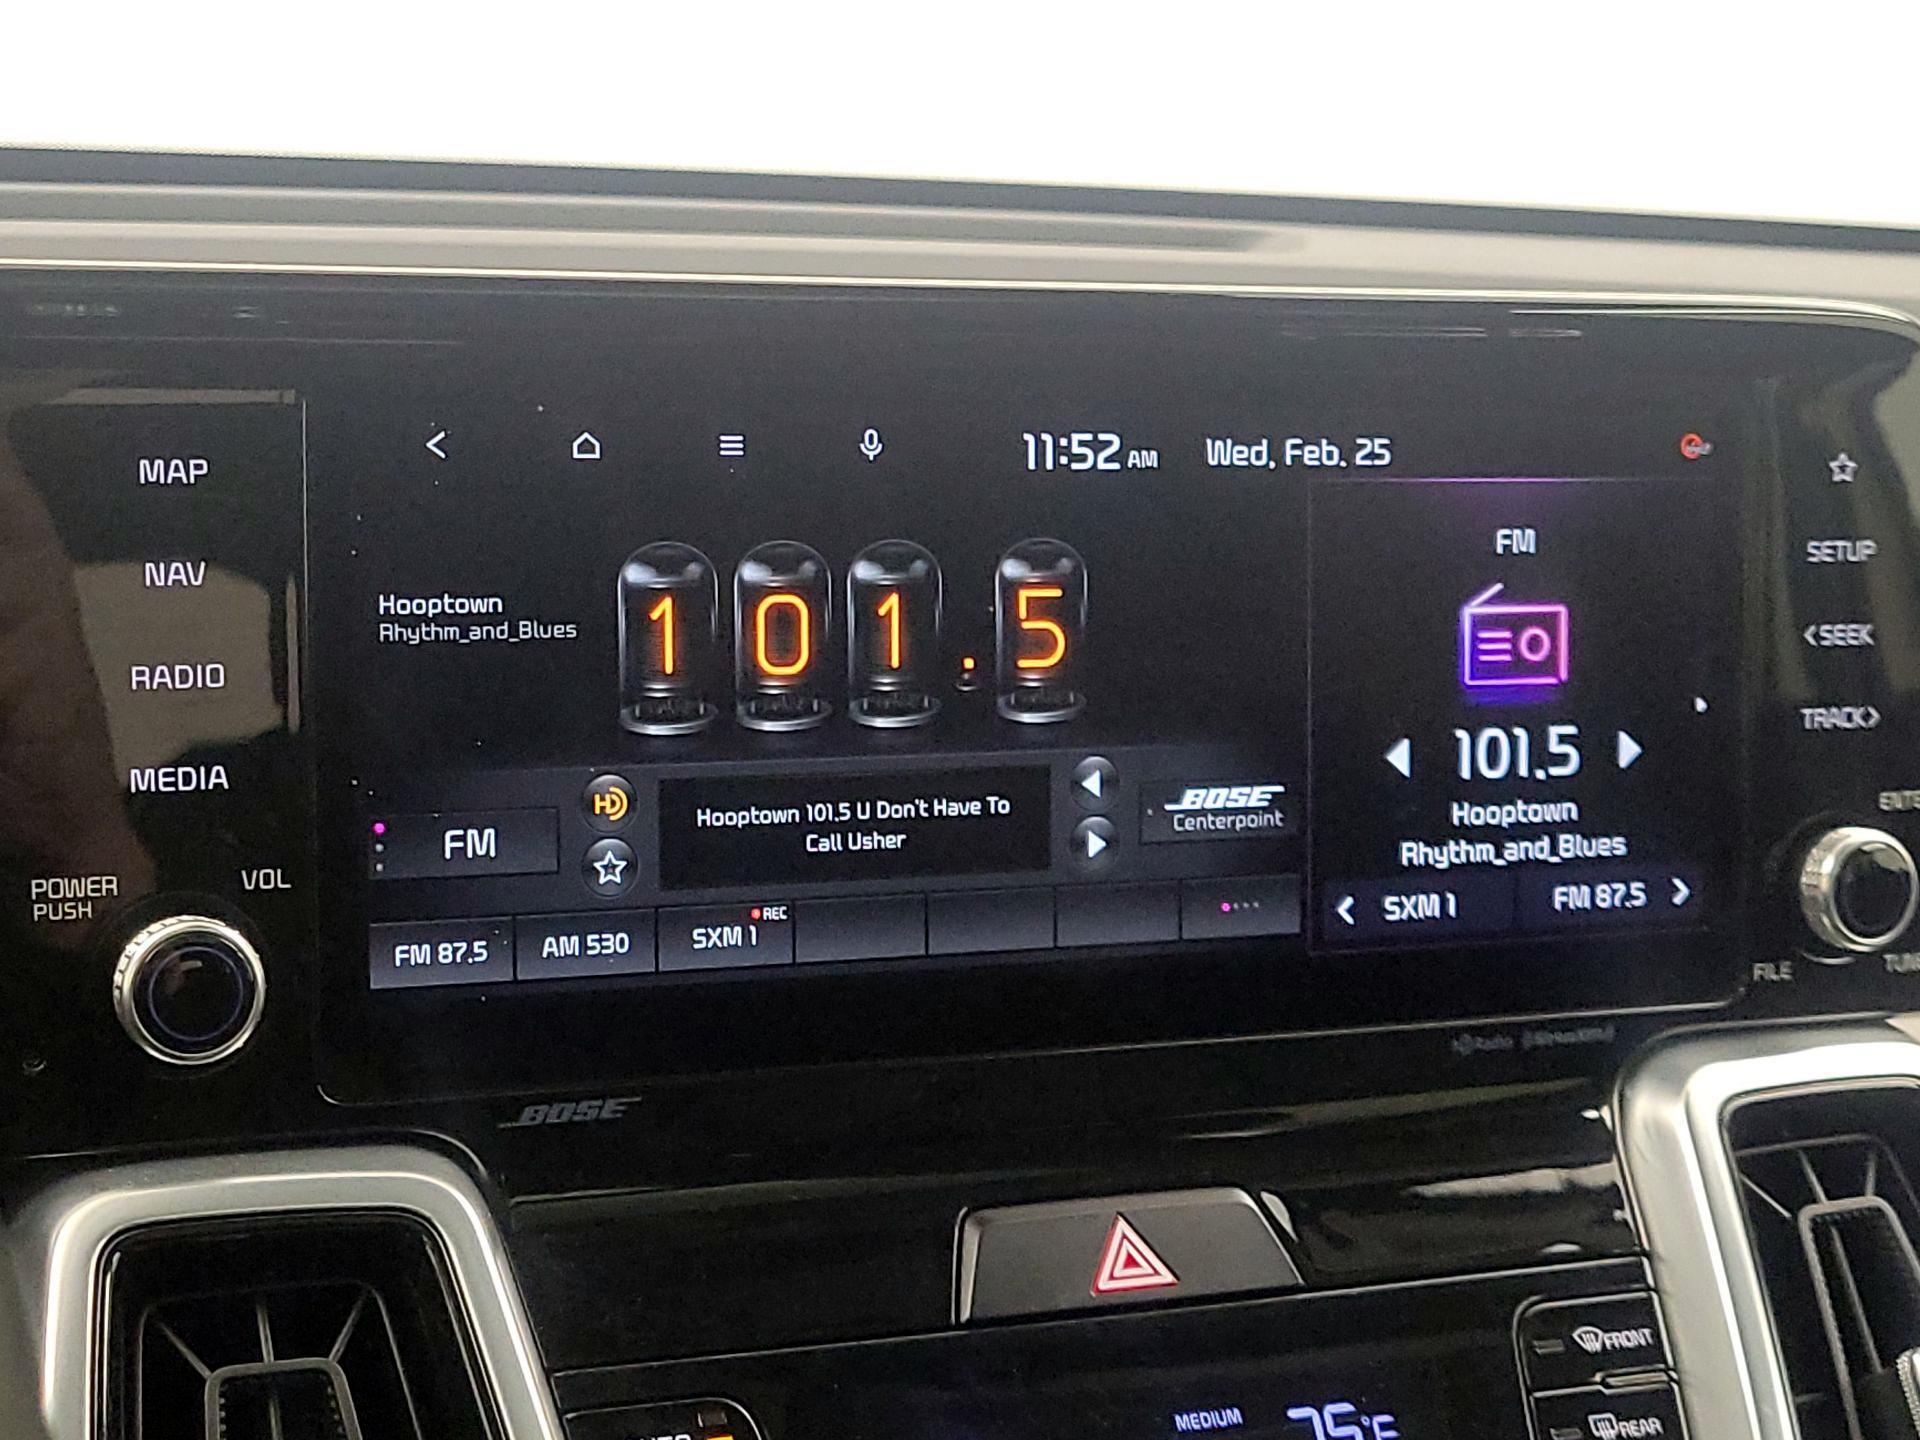 11:52 AM Wed, Feb. 25
MAP
NAV
RADIO
MEDIA
POWER
PUSH
VOL
Hooptown
Rhythm_and_Blues
101.5
FM
HD
Hooptown 101.5 U Don't Have To
Call Usher
BOSE
Centerpoint
FM 87.5
AM 530
REC
SXM 1
FM
101.5
Hooptown
Rhythm_and_Blues
SXM 1
FM 87.5
SETUP
<SEEK
TRACK>
FILE
BOSE
MEDIUM
75°F
FRONT
REAR